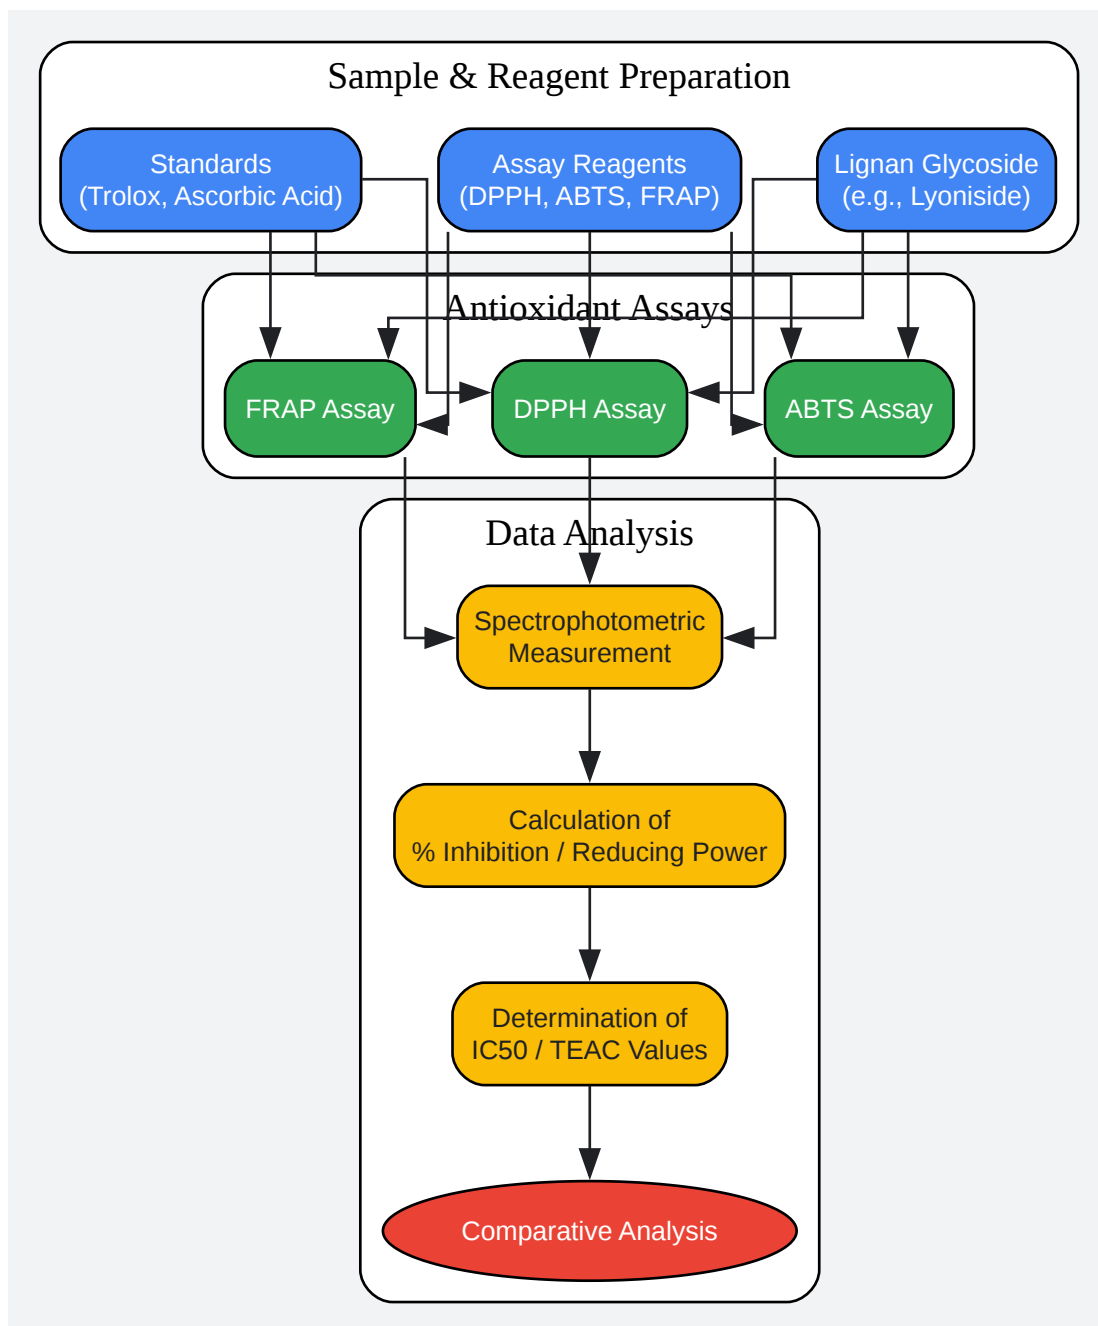 Sample & Reagent Preparation
Standards
(Trolox, Ascorbic Acid)
Assay Reagents
(DPPH, ABTS, FRAP)
Lignan Glycoside
(e.g., Lyoniside)
Antioxidant Assays
FRAP Assay
DPPH Assay
ABTS Assay
Data Analysis
Spectrophotometric
Measurement
Calculation of
% Inhibition / Reducing Power
Determination of
IC50 / TEAC Values
Comparative Analysis